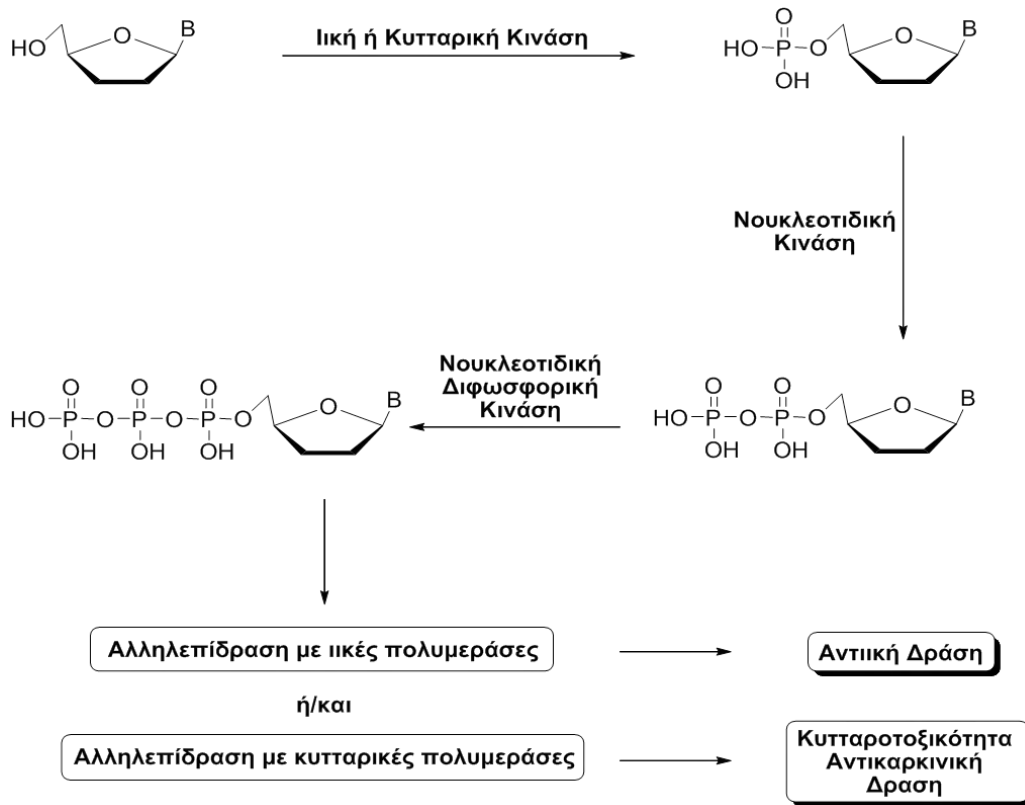 HO
O
B
Ιική ή Κυτταρική Κινάση
O
HO
P
O
OH
O
B
Νουκλεοτιδική
Κινάση
O
O
HO
P
O
P
O
OH
OH
O
B
Νουκλεοτιδική
Διφωσφορική
Κινάση
O
O
O
HO
P
O
P
O
P
O
OH
OH
OH
O
B
Αλληλεπίδραση με ιικές πολυμεράσες
Αντιική Δράση
ή/και
Αλληλεπίδραση με κυτταρικές πολυμεράσες
Κυτταροτοξικότητα
Αντικαρκινική
Δραση